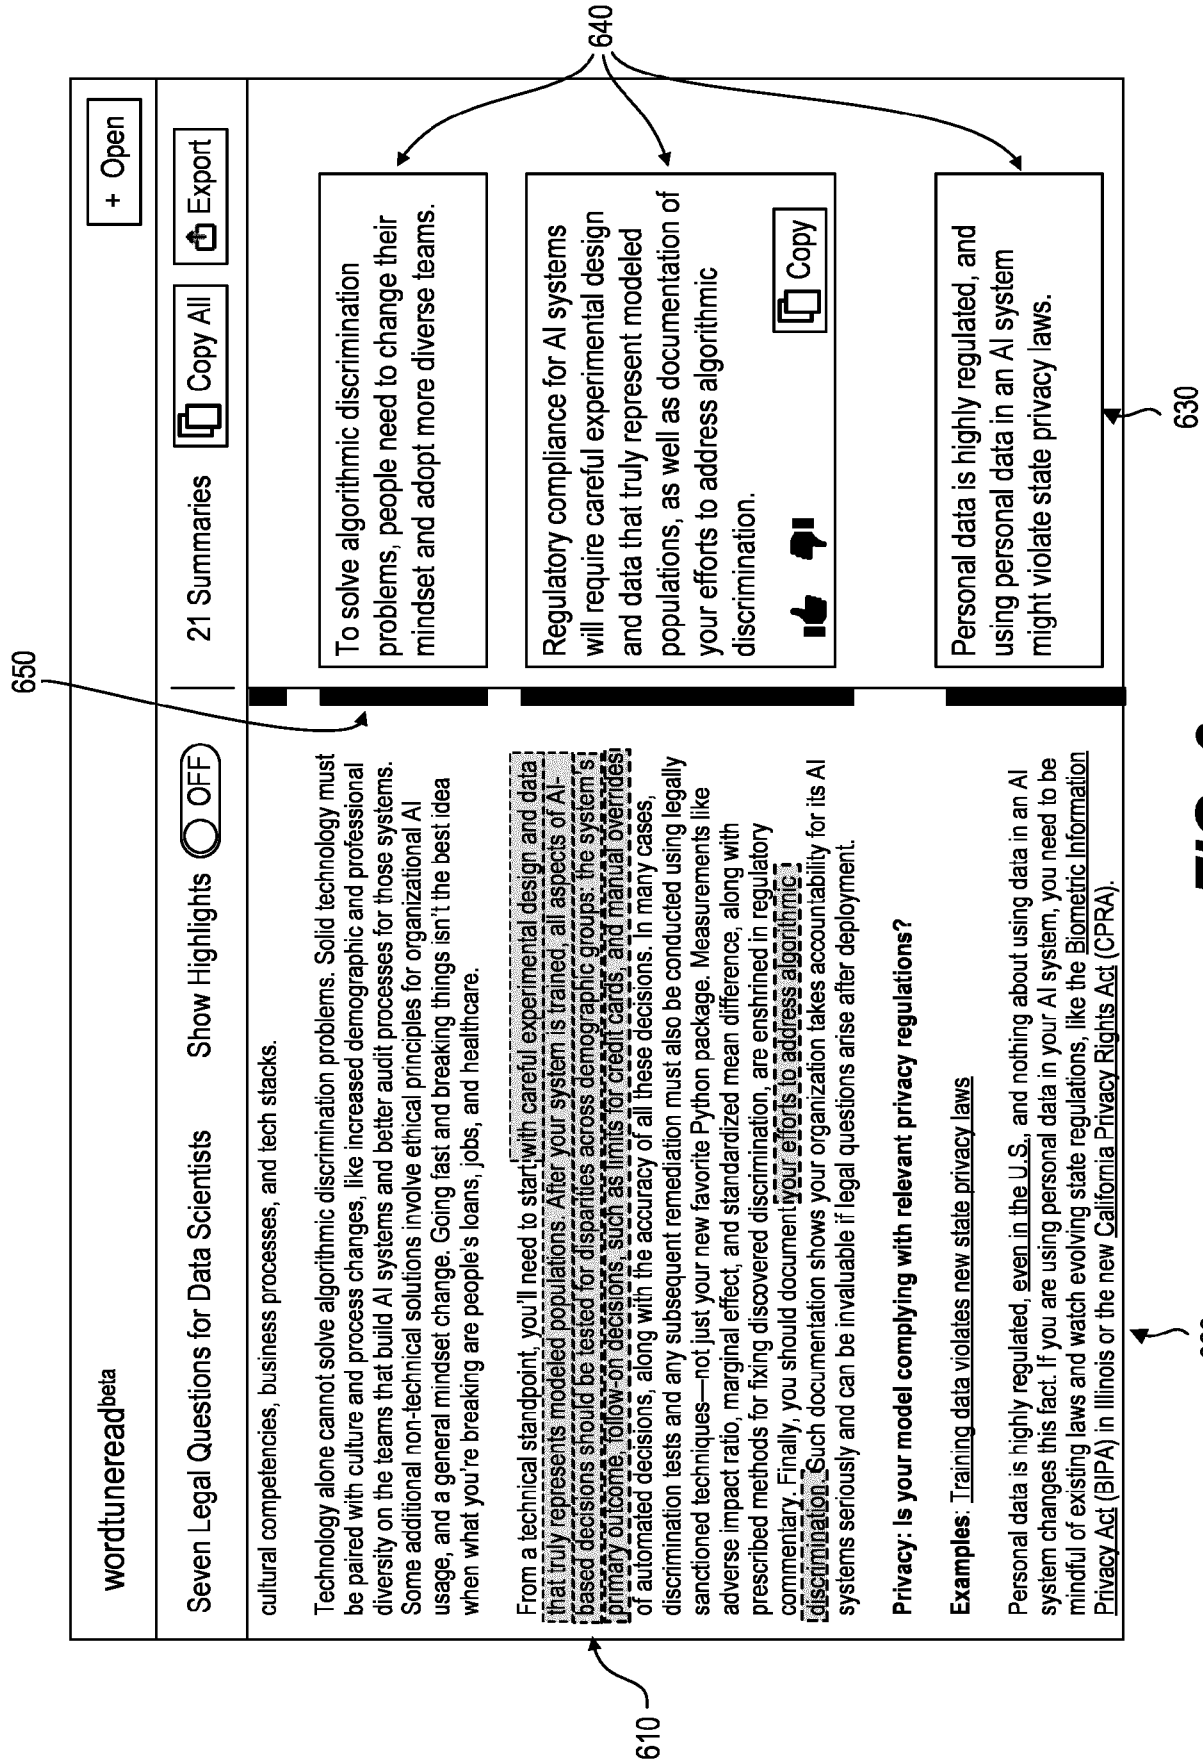 wordtunereadbeta
+ Open
Seven Legal Questions for Data Scientists
Show Highlights OFF
21 Summaries
Copy All
Export
650
cultural competencies, business processes, and tech stacks.
Technology alone cannot solve algorithmic discrimination problems. Solid technology must
be paired with culture and process changes, like increased demographic and professional
diversity on the teams that build AI systems and better audit processes for those systems.
Some additional non-technical solutions involve ethical principles for organizational AI
usage, and a general mindset change. Going fast and breaking things isn't the best idea
when what you're breaking are people's loans, jobs, and healthcare.
From a technical standpoint, you'll need to start with careful experimental design and data
that truly represents modeled populations. After your system is trained, all aspects of AI-
based decisions should be tested for disparities across demographic groups: the system's
primary outcome, follow-on decisions, such as limits for credit cards, and manual overrides
of automated decisions, along with the accuracy of all these decisions. In many cases,
discrimination tests and any subsequent remediation must also be conducted using legally
sanctioned techniques—not just your new favorite Python package. Measurements like
adverse impact ratio, marginal effect, and standardized mean difference, along with
prescribed methods for fixing discovered discrimination, are enshrined in regulatory
commentary. Finally, you should document your efforts to address algorithmic
discrimination. Such documentation shows your organization takes accountability for its AI
systems seriously and can be invaluable if legal questions arise after deployment.
Privacy: Is your model complying with relevant privacy regulations?
Examples: Training data violates new state privacy laws
Personal data is highly regulated, even in the U.S., and nothing about using data in an AI
system changes this fact. If you are using personal data in your AI system, you need to be
mindful of existing laws and watch evolving state regulations, like the Biometric Information
Privacy Act (BIPA) in Illinois or the new California Privacy Rights Act (CPRA).
To solve algorithmic discrimination
problems, people need to change their
mindset and adopt more diverse teams.
Regulatory compliance for AI systems
will require careful experimental design
and data that truly represent modeled
populations, as well as documentation of
your efforts to address algorithmic
discrimination.
Copy
Personal data is highly regulated, and
using personal data in an AI system
might violate state privacy laws.
640
610
630